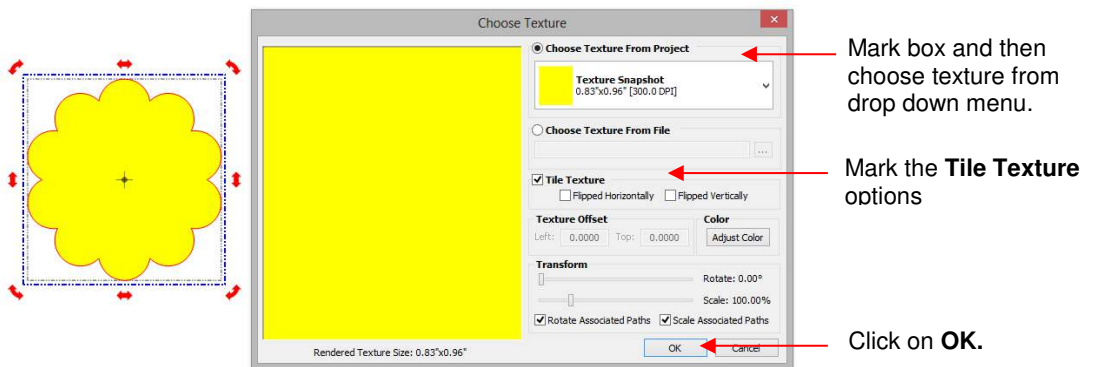 Choose Texture
Choose Texture From Project
Texture Snapshot
0.83"x0.96" [300.0 DPI]
Choose Texture From File
...
Tile Texture
Flipped Horizontally Flipped Vertically
Texture Offset
Left: 0.0000 Top: 0.0000
Color
Adjust Color
Transform
Rotate: 0.00°
Scale: 100.00%
Rotate Associated Paths Scale Associated Paths
Rendered Texture Size: 0.83"x0.96"
OK Cancel
Mark box and then
choose texture from
drop down menu.
Mark the Tile Texture
options
Click on OK.